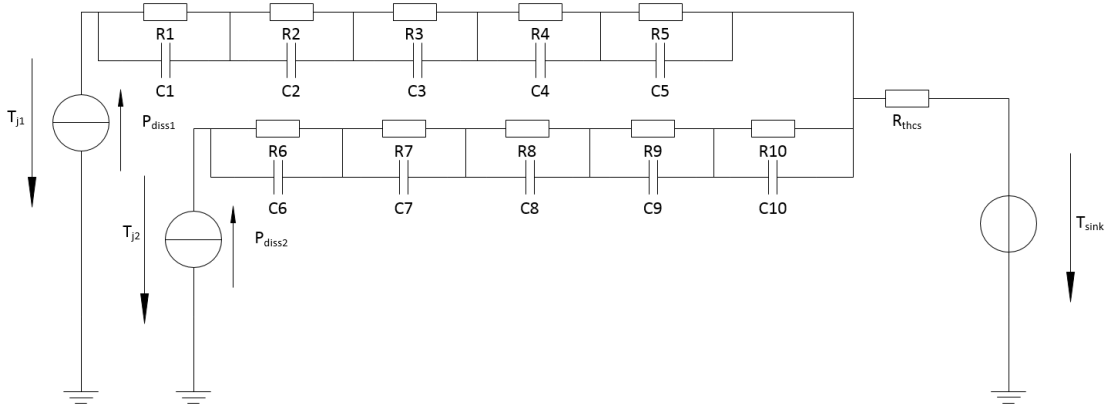 R1 R2 R3 R4 R5
C1 C2 C3 C4 C5
Tj1 Pdiss1
Rthcs
R6 R7 R8 R9 R10
C6 C7 C8 C9 C10
Tj2 Pdiss2
Tsink